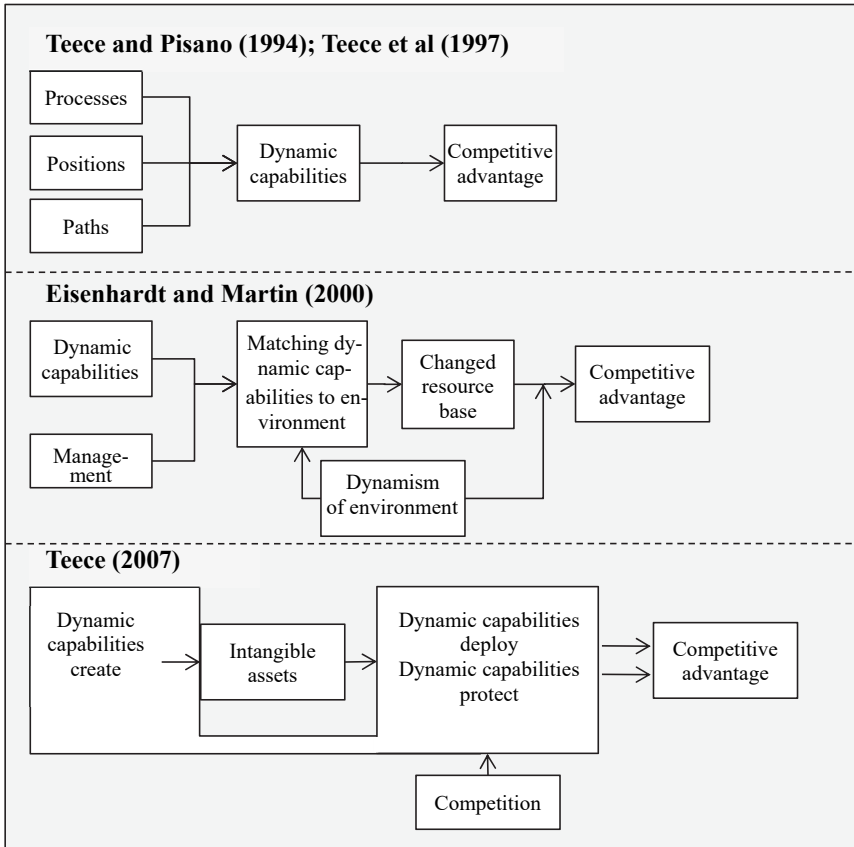 Teece and Pisano (1994); Teece et al (1997)
Processes
Positions
Paths
Dynamic
capabilities
Competitive
advantage
Eisenhardt and Martin (2000)
Dynamic
capabilities
Manage-
ment
Matching dy-
namic cap-
abilities to en-
vironment
Changed
resource
base
Competitive
advantage
Dynamism
of environment
Teece (2007)
Dynamic
capabilities
create
Intangible
assets
Dynamic capabilities
deploy
Dynamic capabilities
protect
Competitive
advantage
Competition